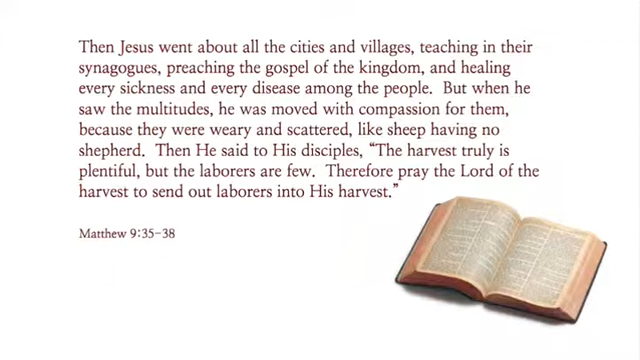 Then Jesus went about all the cities and villages, teaching in their
synagogues, preaching the gospel of the kingdom, and healing
every sickness and every disease among the people.  But when he
saw the multitudes, he was moved with compassion for them,
because they were weary and scattered, like sheep having no
shepherd.  Then He said to His disciples, “The harvest truly is
plentiful, but the laborers are few.  Therefore pray the Lord of the
harvest to send out laborers into His harvest.”
Matthew 9:35-38